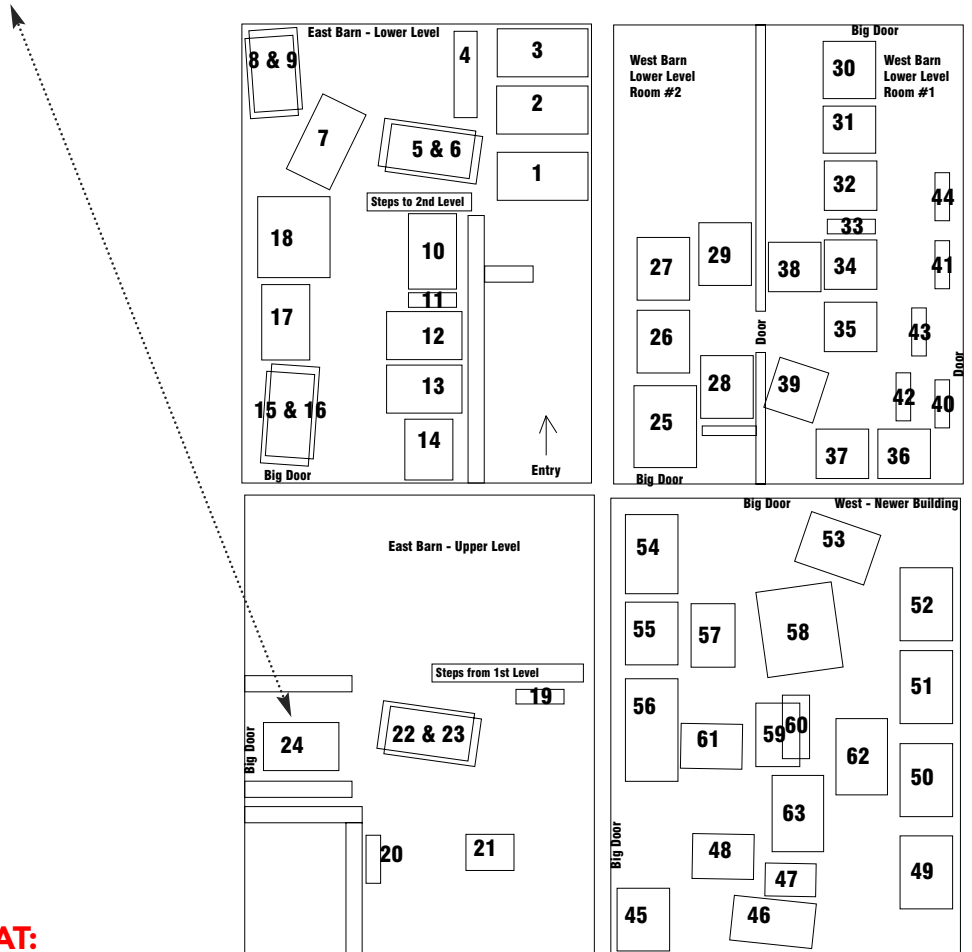 East Barn - Lower Level
8 & 9
4
3
7
5 & 6
2
1
Steps to 2nd Level
18
10
11
17
12
13
15 & 16
14
Big Door
Entry
Big Door
West Barn
Lower Level
Room #2
30
West Barn
Lower Level
Room #1
31
32
44
33
27
29
38
34
41
26
Door
35
43
Door
28
39
42
40
25
37
36
Big Door
East Barn - Upper Level
Steps from 1st Level
19
Big Door
24
22 & 23
20
21
Big Door
West - Newer Building
54
53
52
55
57
58
56
51
61
59
60
62
50
63
Big Door
48
47
49
45
46
AT: